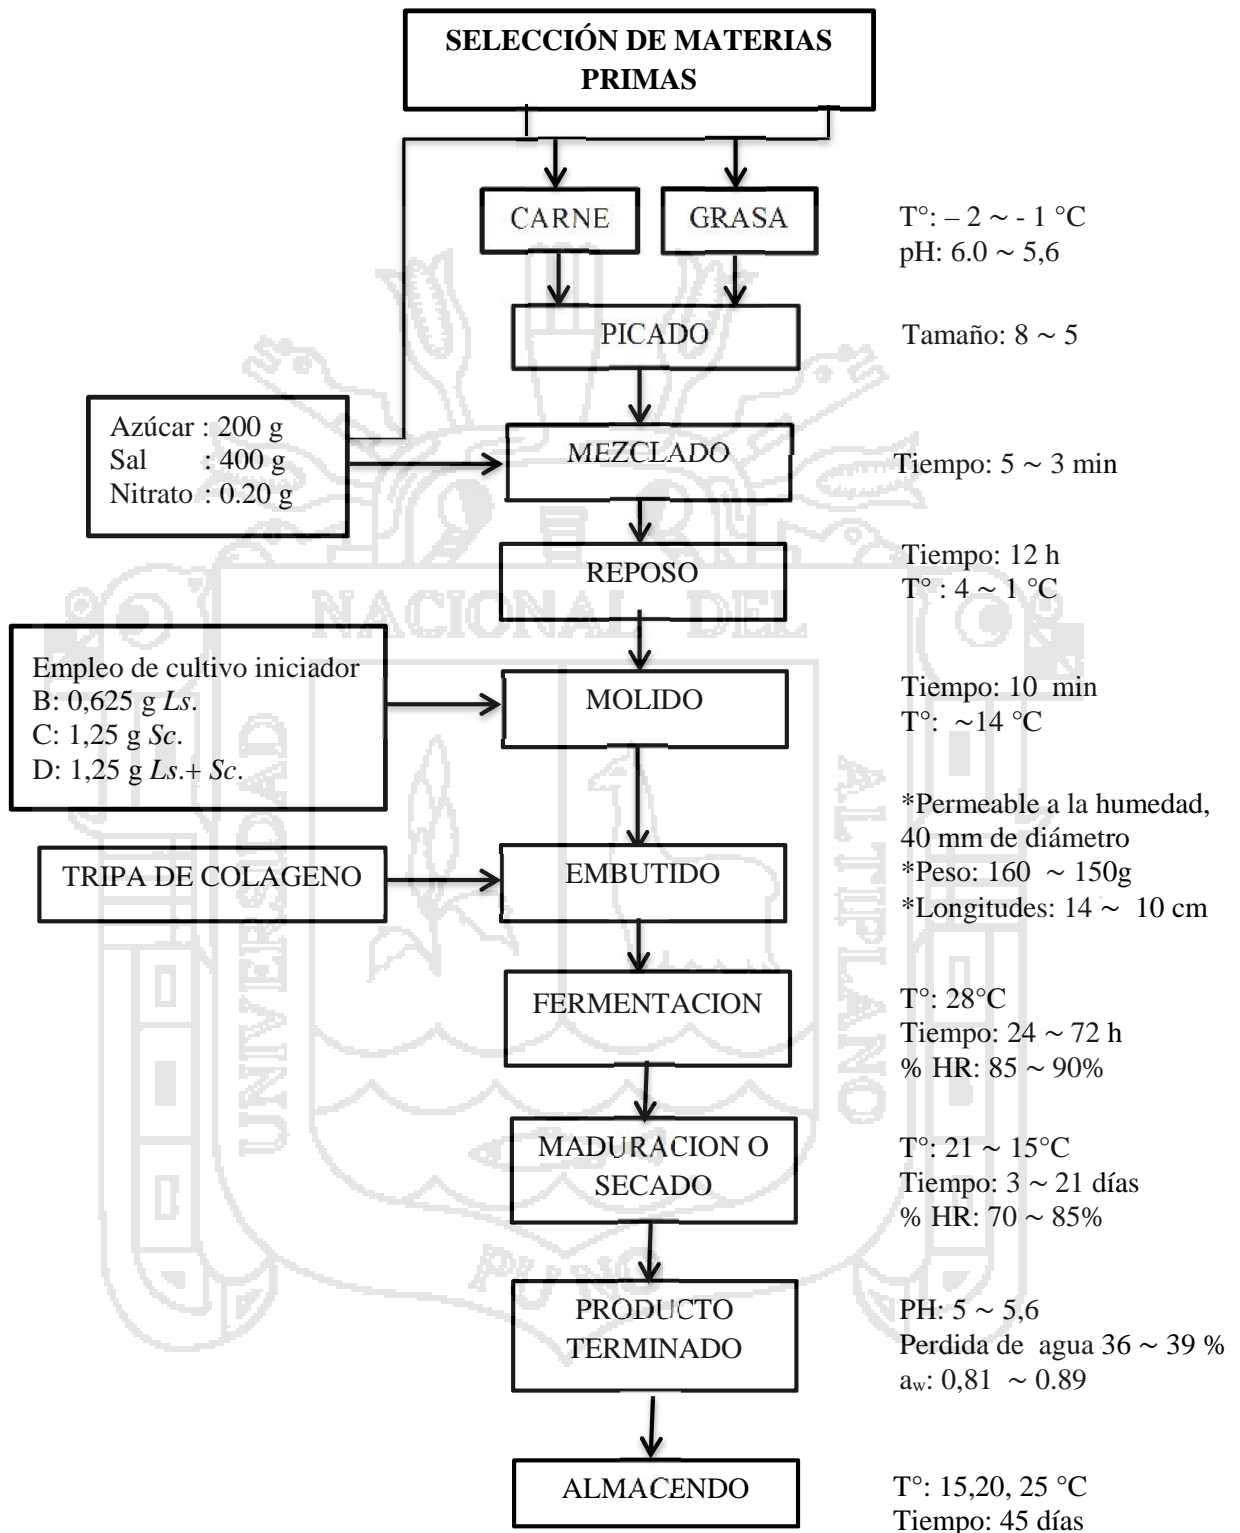 SELECCIÓN DE MATERIAS
PRIMAS
CARNE
GRASA
T°: – 2 ~ - 1 °C
pH: 6.0 ~ 5,6
PICADO
Tamaño: 8 ~ 5
Azúcar : 200 g
Sal : 400 g
Nitrato : 0.20 g
MEZCLADO
Tiempo: 5 ~ 3 min
REPOSO
Tiempo: 12 h
T° : 4 ~ 1 °C
Empleo de cultivo iniciador
B: 0,625 g Ls.
C: 1,25 g Sc.
D: 1,25 g Ls.+ Sc.
MOLIDO
Tiempo: 10 min
T°: ~14 °C
TRIPA DE COLAGENO
EMBUTIDO
*Permeable a la humedad,
40 mm de diámetro
*Peso: 160 ~ 150g
*Longitudes: 14 ~ 10 cm
FERMENTACION
T°: 28°C
Tiempo: 24 ~ 72 h
% HR: 85 ~ 90%
MADURACION O
SECADO
T°: 21 ~ 15°C
Tiempo: 3 ~ 21 días
% HR: 70 ~ 85%
PRODUCTO
TERMINADO
PH: 5 ~ 5,6
Perdida de agua 36 ~ 39 %
aw: 0,81 ~ 0.89
ALMACENDO
T°: 15,20, 25 °C
Tiempo: 45 días
UNIVERSIDAD
NACIONAL DEL
ALTIPLANO
PUNO